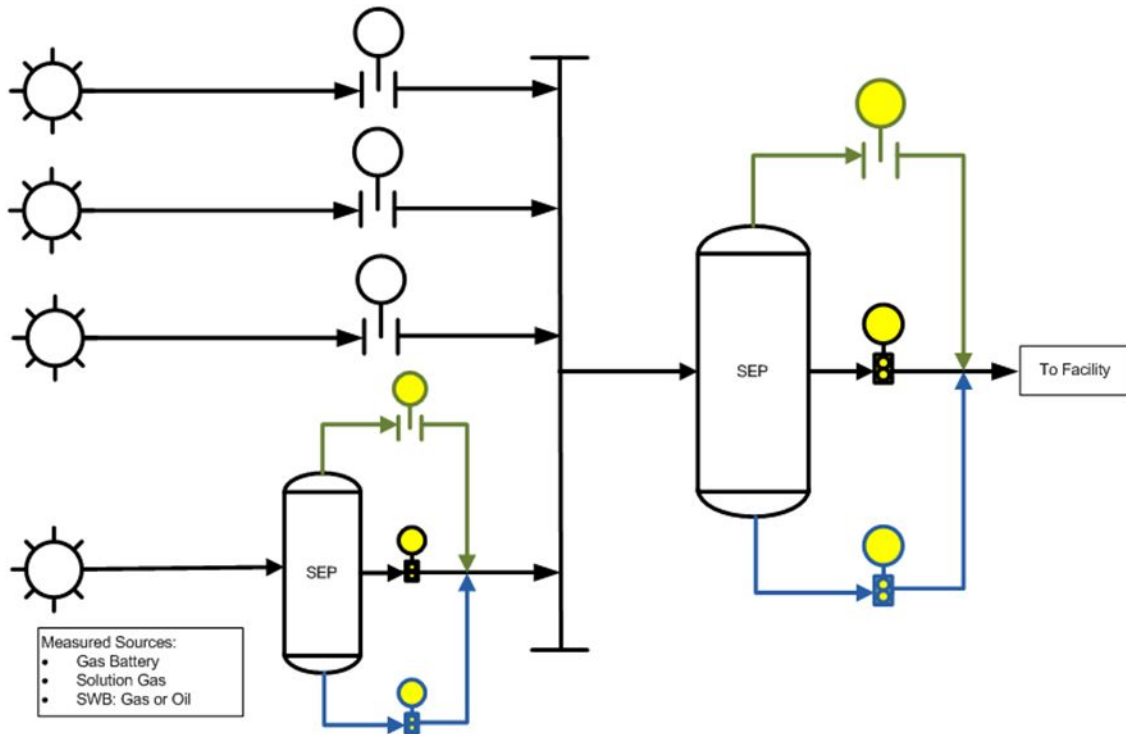 SEP
To Facility
SEP
Measured Sources:
• Gas Battery
• Solution Gas
• SWB: Gas or Oil